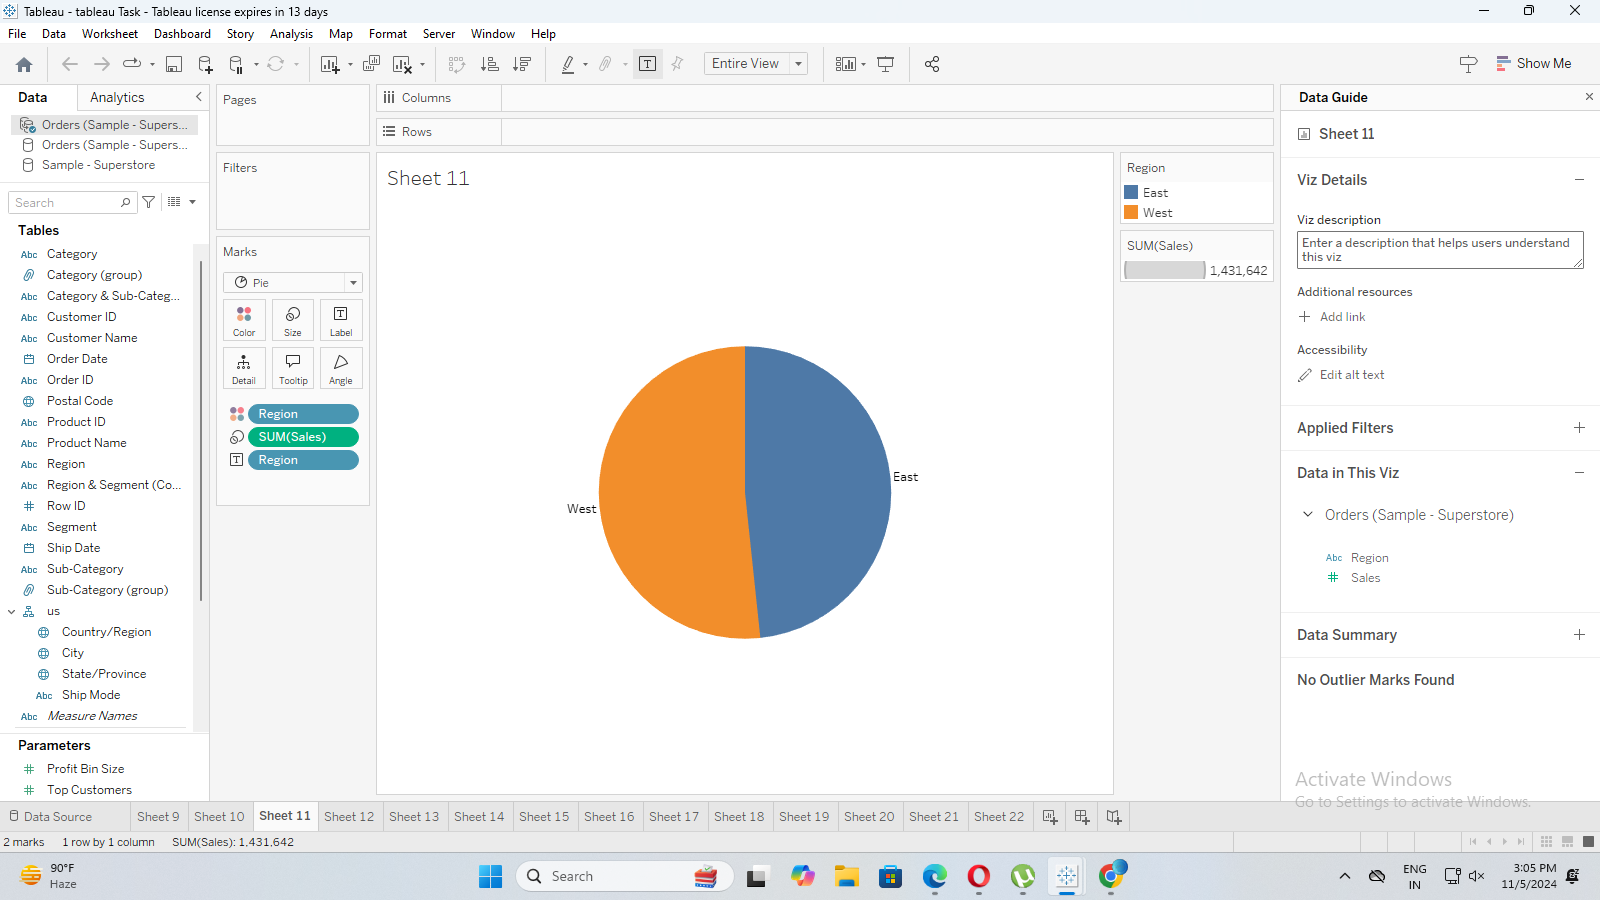 Tableau - tableau Task - Tableau license expires in 13 days
File Data Worksheet Dashboard Story Analysis Map Format Server Window Help
Entire View
Show Me
Data
Analytics
Orders (Sample - Supers...
Orders (Sample - Supers...
Sample - Superstore
Search
Tables
Abc Category
Category (group)
Abc Category & Sub-Categ...
Abc Customer ID
Abc Customer Name
Order Date
Abc Order ID
Postal Code
Abc Product ID
Abc Product Name
Abc Region
Abc Region & Segment (Co...
Row ID
Abc Segment
Ship Date
Abc Sub-Category
Sub-Category (group)
us
Country/Region
City
State/Province
Abc Ship Mode
Abc Measure Names
Parameters
Profit Bin Size
Top Customers
Pages
Filters
Marks
Pie
Color Size Label
Detail Tooltip Angle
Region
SUM(Sales)
T Region
Columns
Rows
Sheet 11
East
West
Region
East
West
SUM(Sales)
1,431,642
Data Guide
Sheet 11
Viz Details
Viz description
Enter a description that helps users understand
this viz
Additional resources
Add link
Accessibility
Edit alt text
Applied Filters
Data in This Viz
Orders (Sample - Superstore)
Abc Region
Sales
Data Summary
No Outlier Marks Found
Activate Windows
Go to Settings to activate Windows.
Data Source Sheet 9 Sheet 10 Sheet 11 Sheet 12 Sheet 13 Sheet 14 Sheet 15 Sheet 16 Sheet 17 Sheet 18 Sheet 19 Sheet 20 Sheet 21 Sheet 22
2 marks 1 row by 1 column SUM(Sales): 1,431,642
90°F
Haze
Search
ENG
IN
3:05 PM
11/5/2024